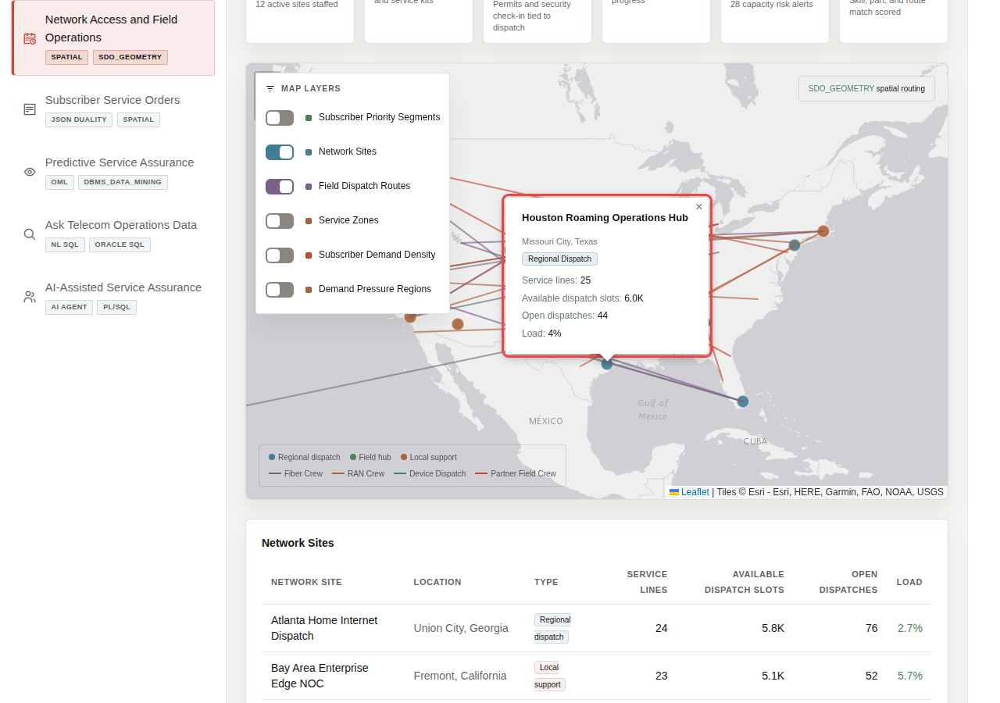 Network Access and Field
Operations
SPATIAL SDO_GEOMETRY
Subscriber Service Orders
JSON DUALITY SPATIAL
Predictive Service Assurance
OML DBMS_DATA_MINING
Ask Telecom Operations Data
NL SQL ORACLE SQL
AI-Assisted Service Assurance
AI AGENT PL/SQL
12 active sites staffed
and service kits
Permits and security
check-in tied to
dispatch
progress
28 capacity risk alerts
Skill, part, and route
match scored
MAP LAYERS
Subscriber Priority Segments
Network Sites
Field Dispatch Routes
Service Zones
Subscriber Demand Density
Demand Pressure Regions
SDO_GEOMETRY spatial routing
×
Houston Roaming Operations Hub
Missouri City, Texas
Regional Dispatch
Service lines: 25
Available dispatch slots: 6.0K
Open dispatches: 44
Load: 4%
Gulf of
Mexico
MÉXICO
CUBA
Regional dispatch Field hub Local support
Fiber Crew RAN Crew Device Dispatch Partner Field Crew
Leaflet | Tiles © Esri - Esri, HERE, Garmin, FAO, NOAA, USGS
Network Sites
NETWORK SITE LOCATION TYPE SERVICE LINES AVAILABLE DISPATCH SLOTS OPEN DISPATCHES LOAD
Atlanta Home Internet Dispatch Union City, Georgia Regional dispatch 24 5.8K 76 2.7%
Bay Area Enterprise Edge NOC Fremont, California Local support 23 5.1K 52 5.7%